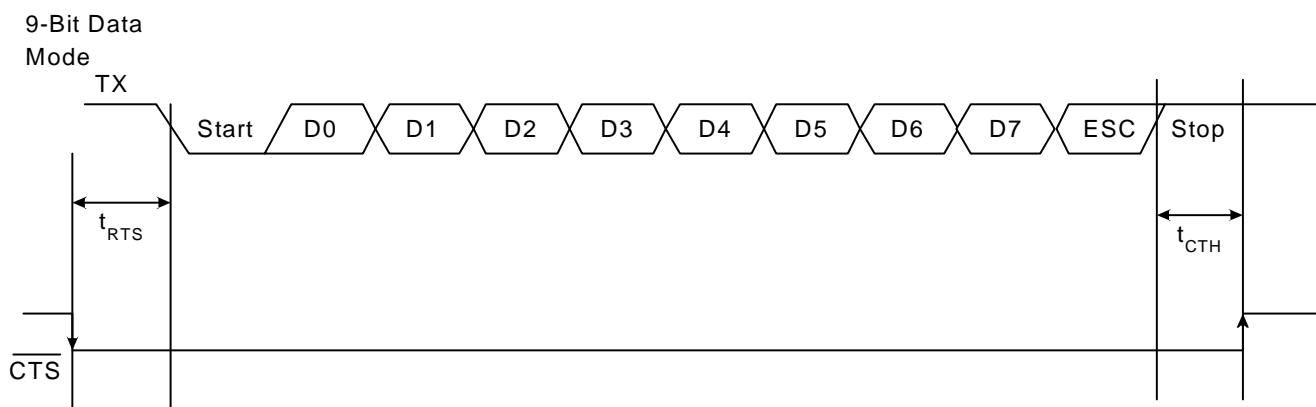 9-Bit Data
Mode
TX
Start D0 D1 D2 D3 D4 D5 D6 D7 ESC Stop
tRTS
tCTH
CTS